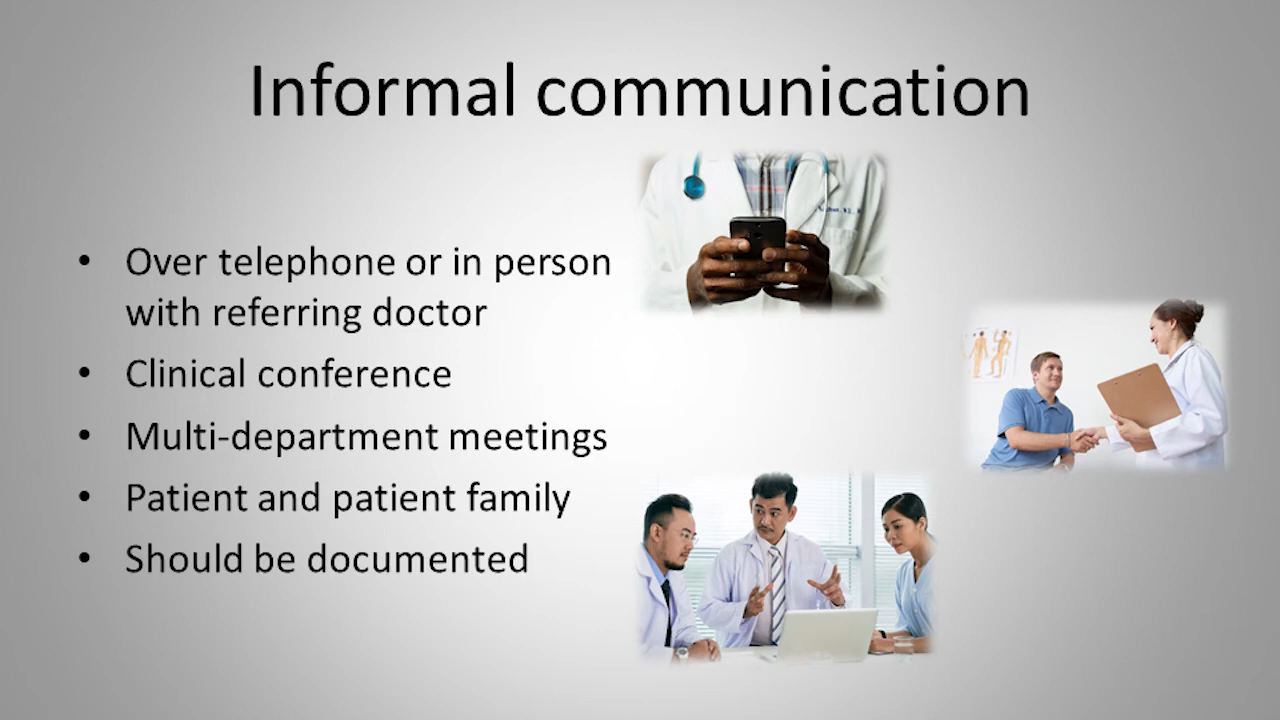 Informal communication
• Over telephone or in person
with referring doctor
• Clinical conference
• Multi-department meetings
• Patient and patient family
• Should be documented